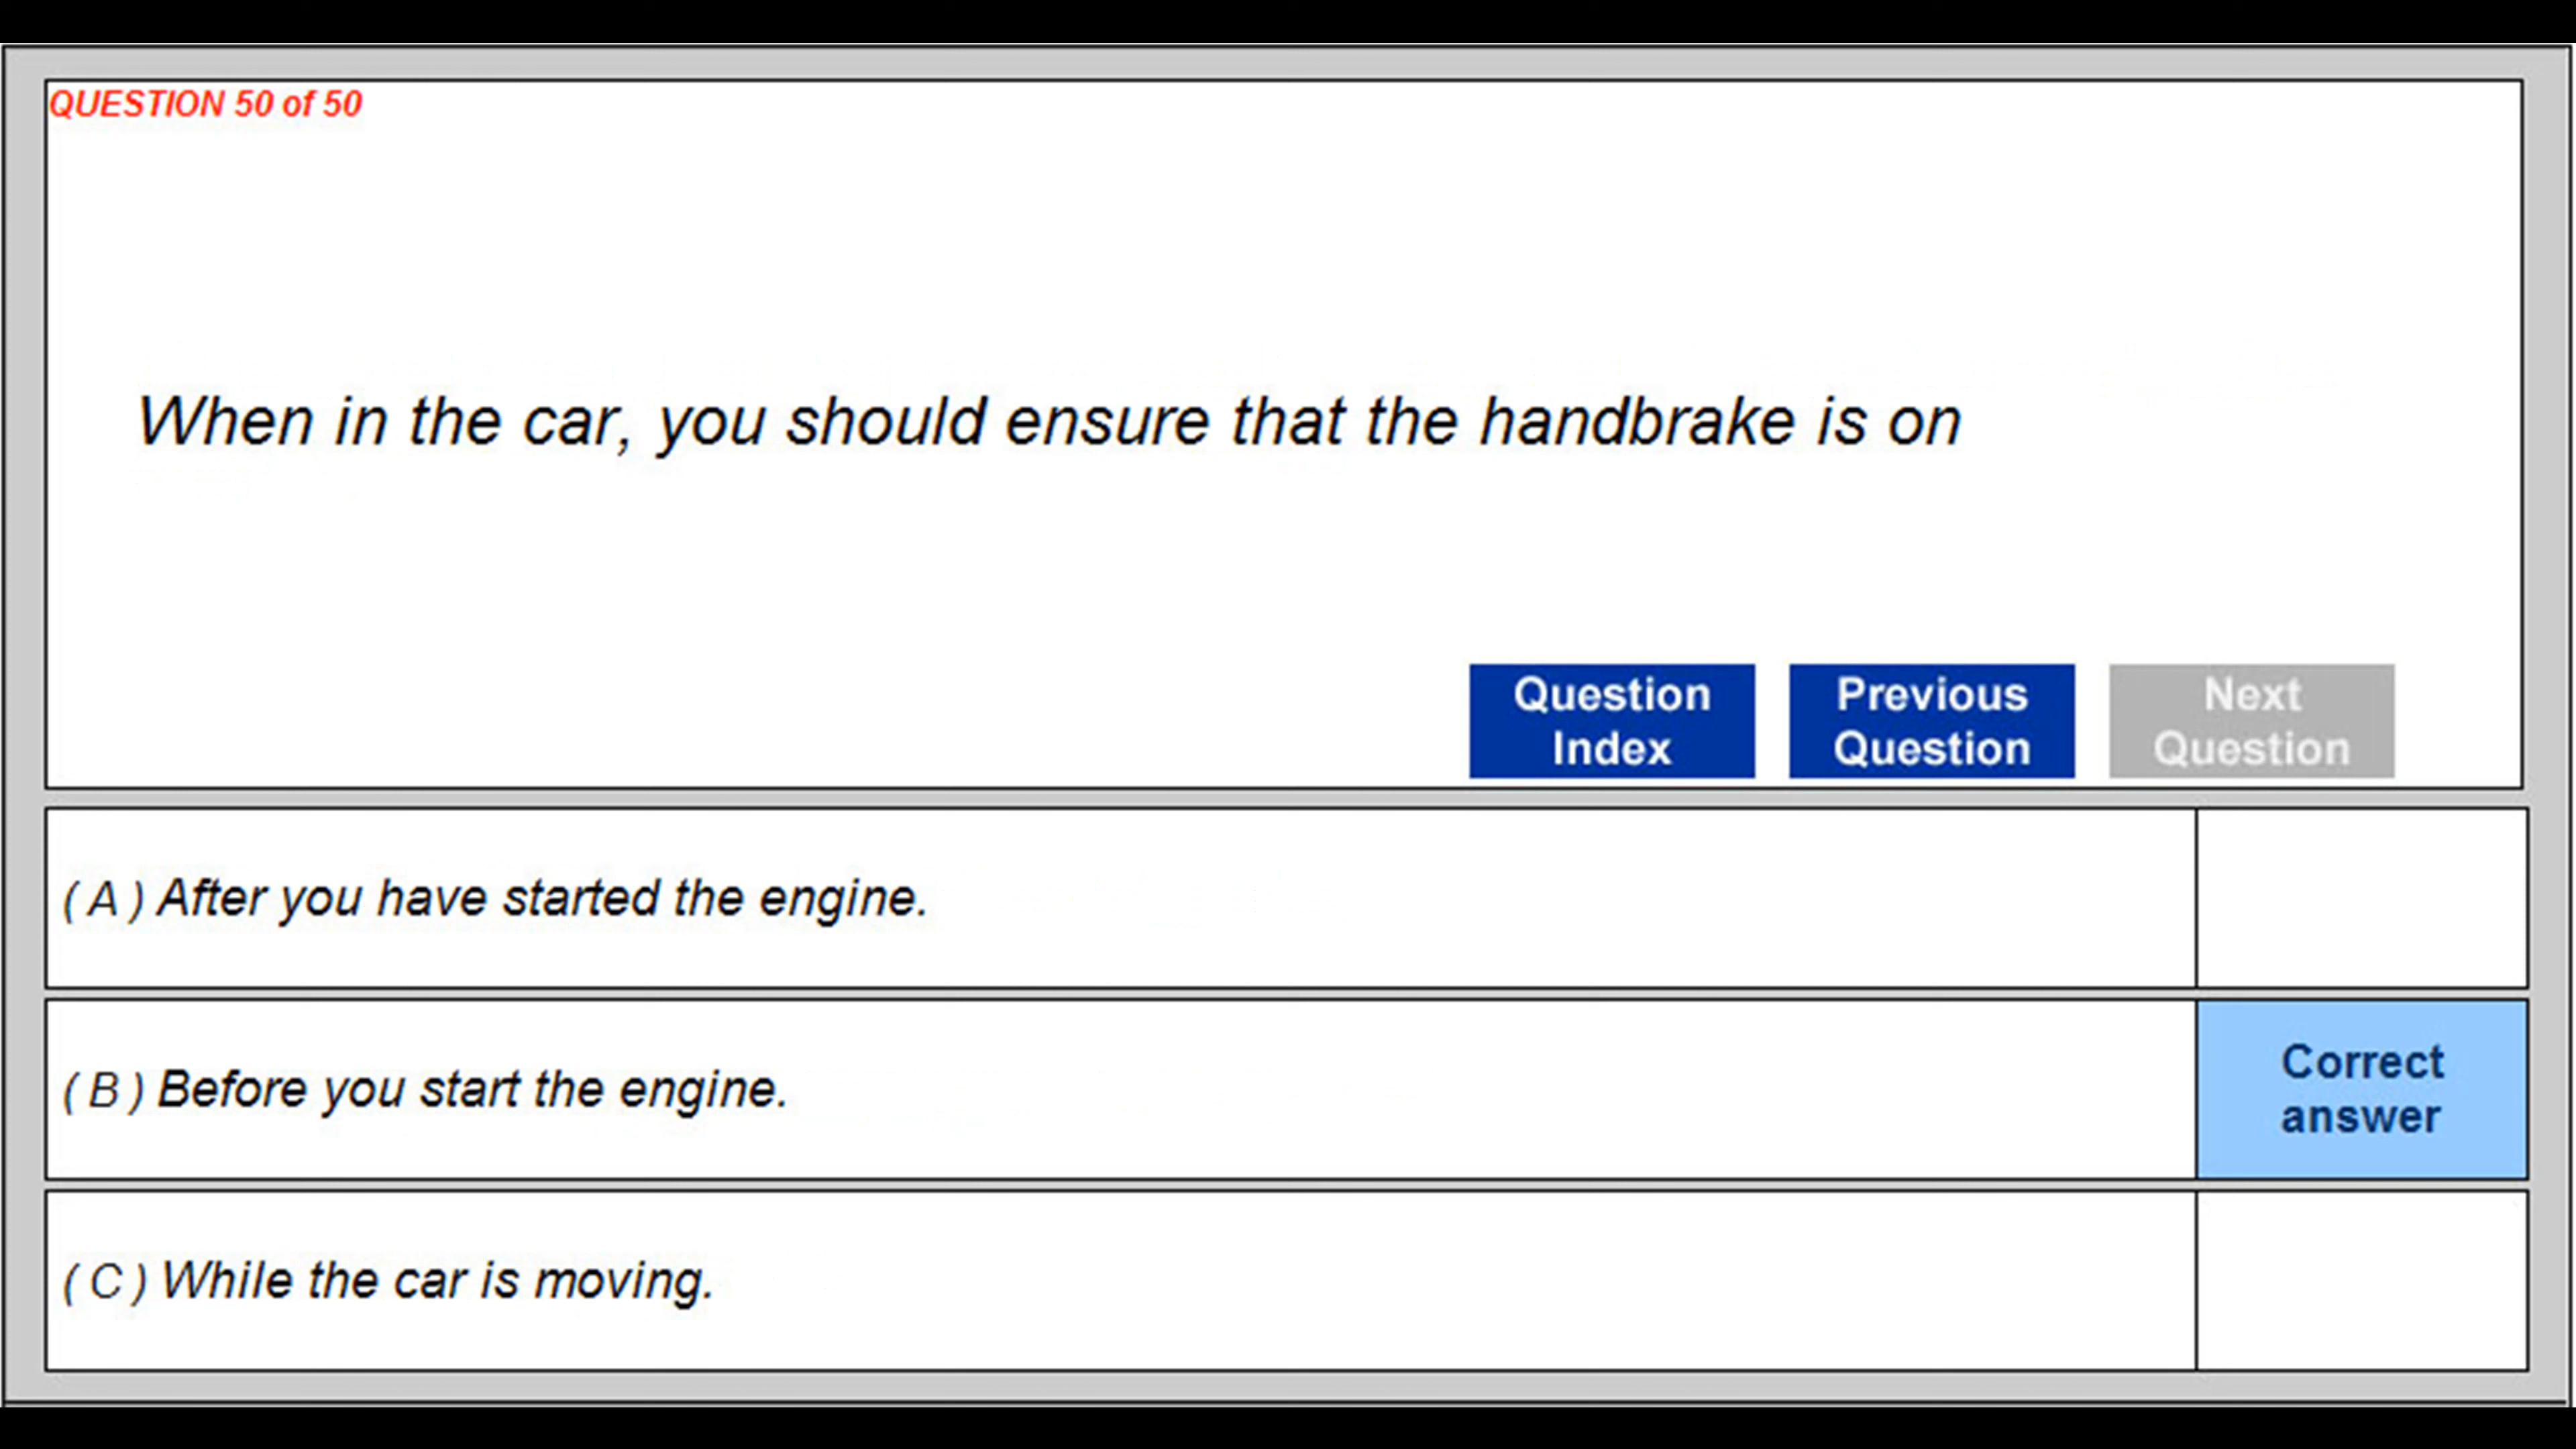 QUESTION 50 of 50
When in the car, you should ensure that the handbrake is on
Question
Index
Previous
Question
Next
Question
( A ) After you have started the engine.
( B ) Before you start the engine.
Correct
answer
( C ) While the car is moving.